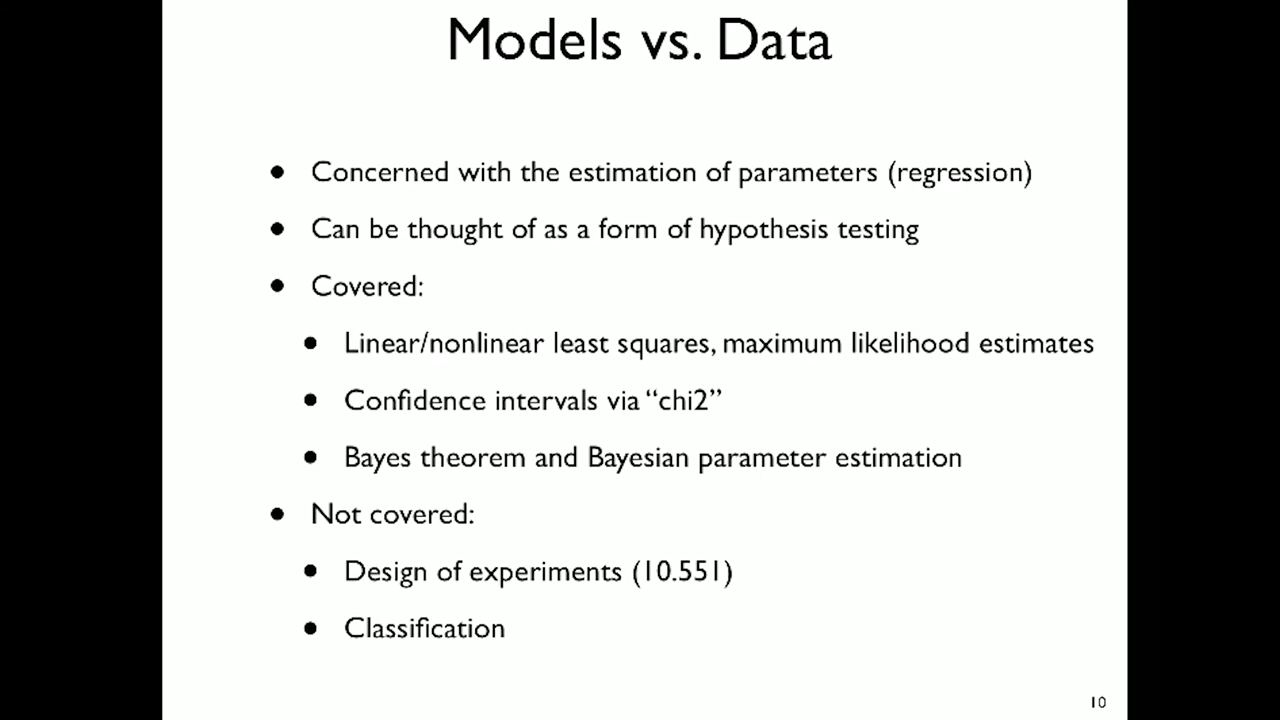 Models vs. Data
• Concerned with the estimation of parameters (regression)
• Can be thought of as a form of hypothesis testing
• Covered:
• Linear/nonlinear least squares, maximum likelihood estimates
• Confidence intervals via “chi2”
• Bayes theorem and Bayesian parameter estimation
• Not covered:
• Design of experiments (10.551)
• Classification
10